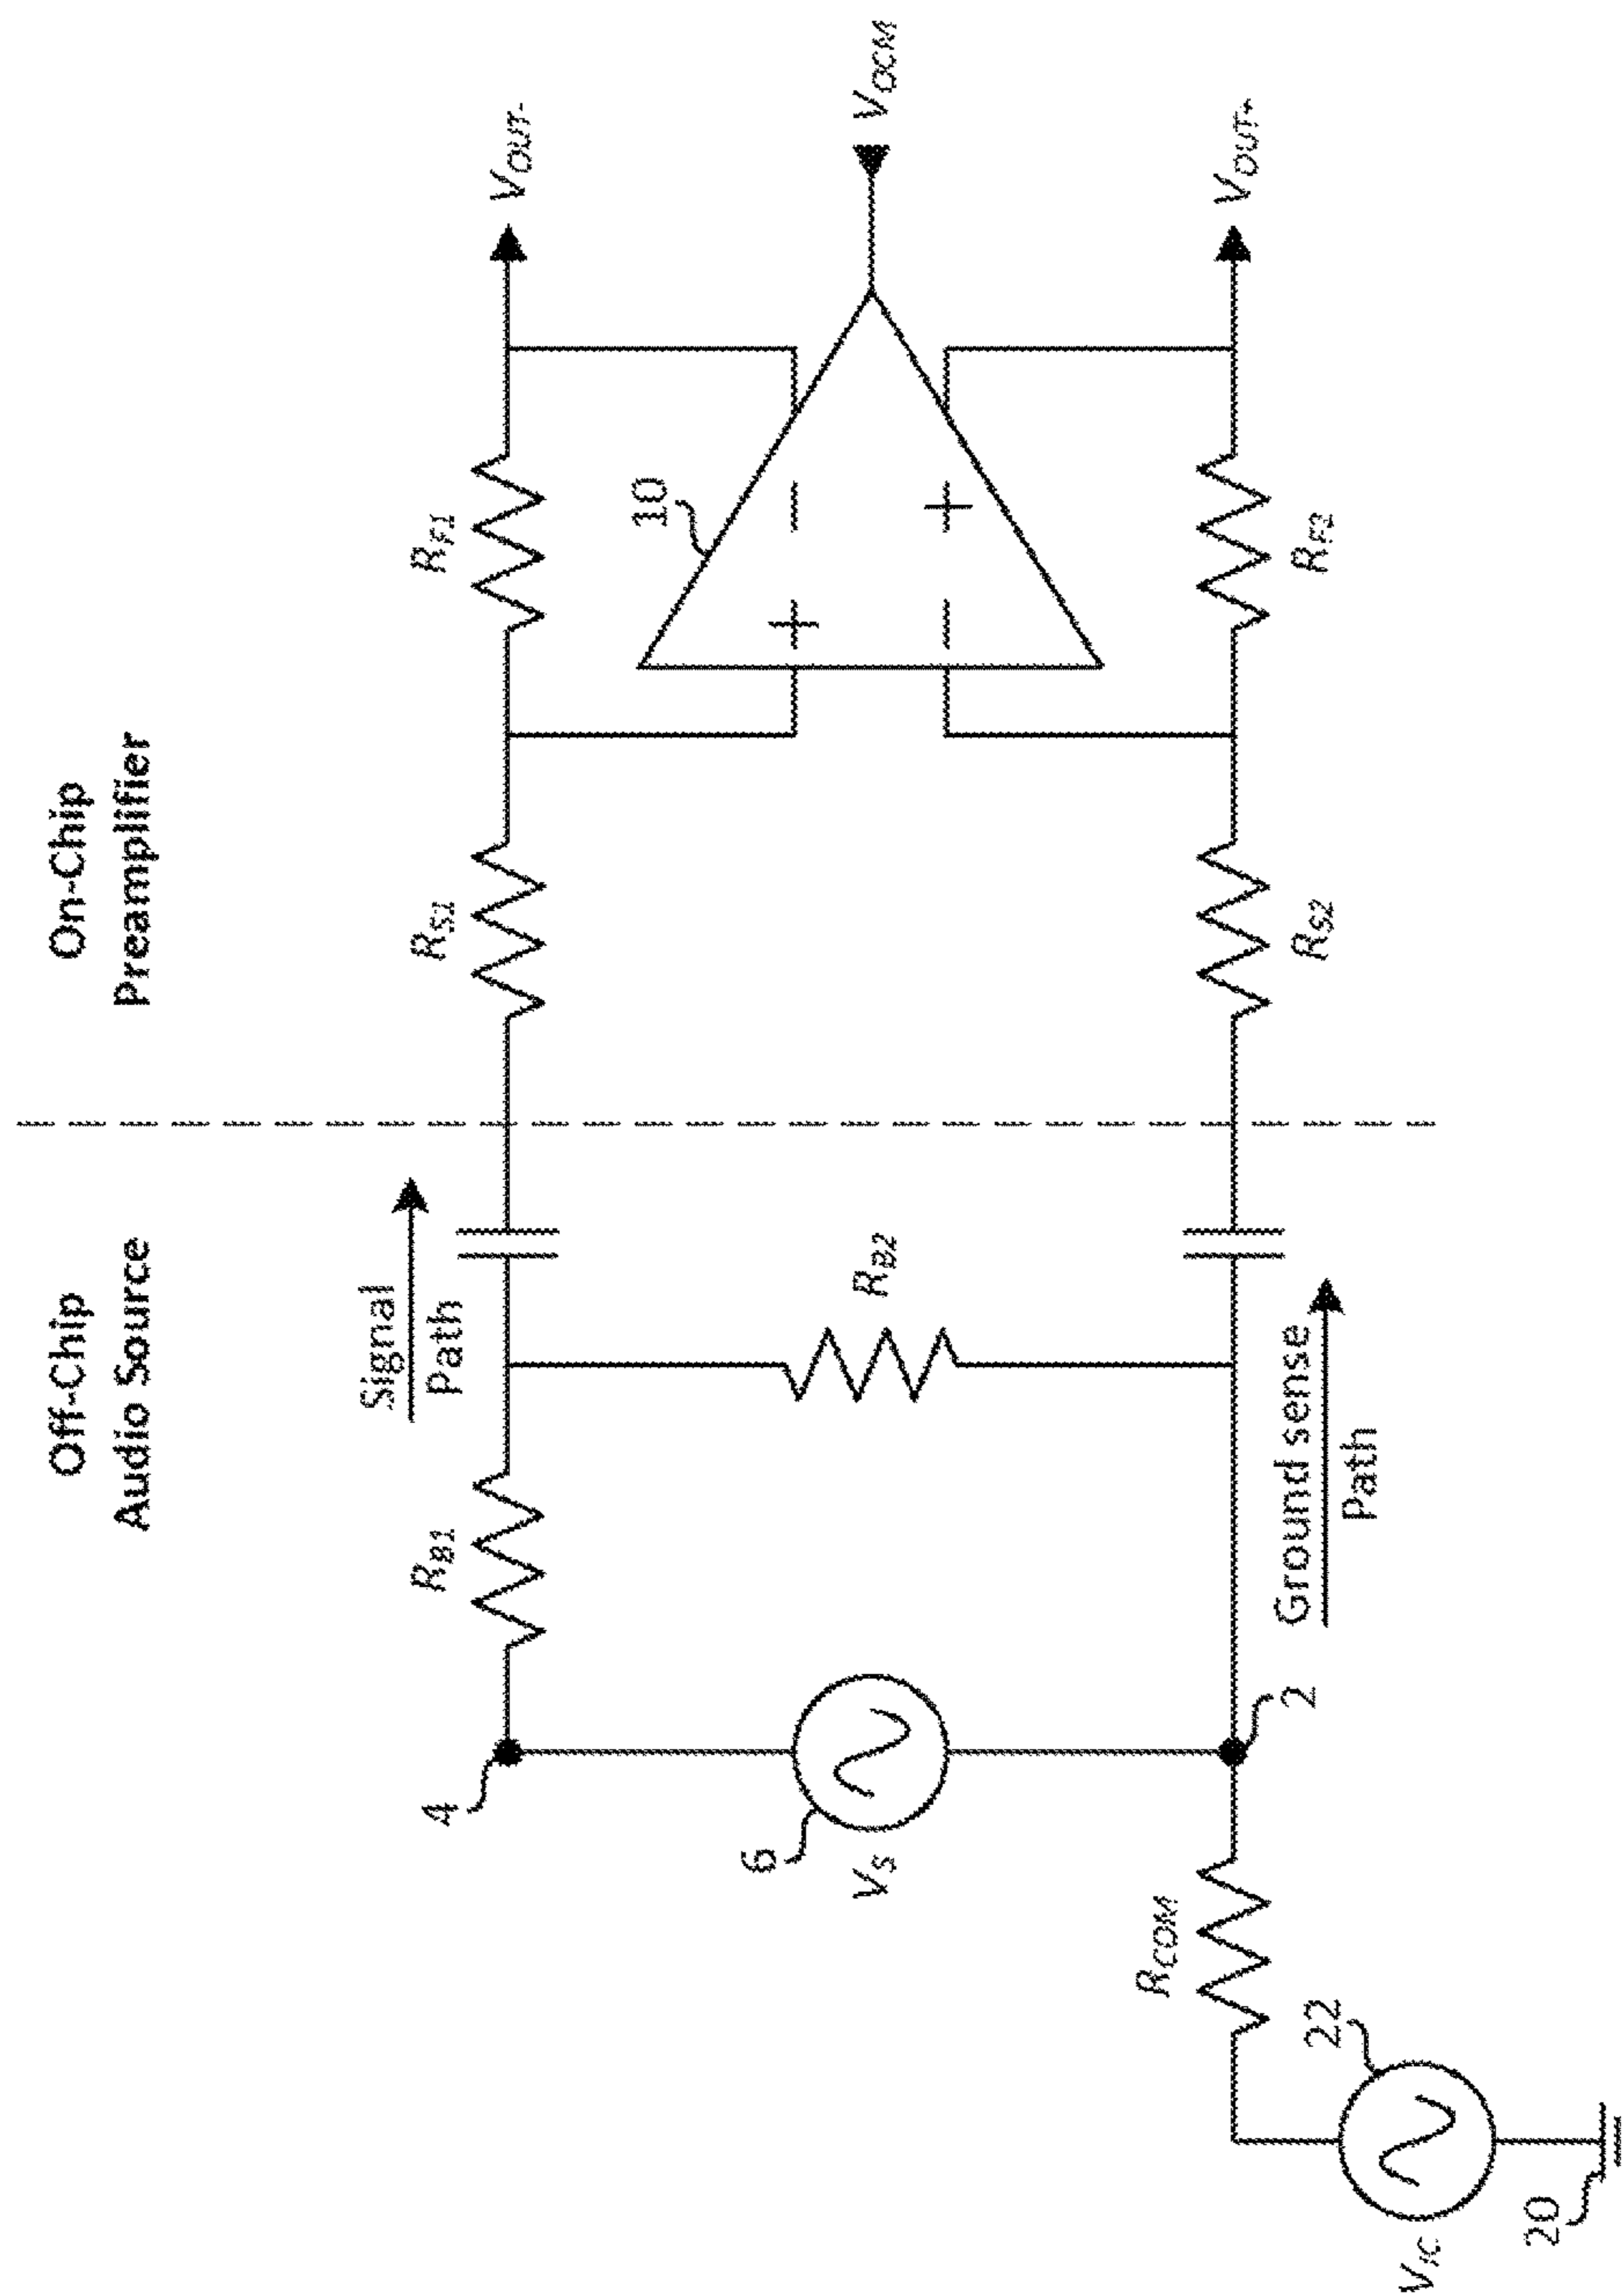 Off-Chip
Audio Source
On-Chip
Preamplifier
Signal
Path
4
R_B1
R_S1
R_F1
V_OUT-
10
+
−
6
V_S
R_B2
V_OCM
−
+
R_COM
2
Ground sense
Path
R_S2
R_F2
V_OUT+
22
V_IC
20